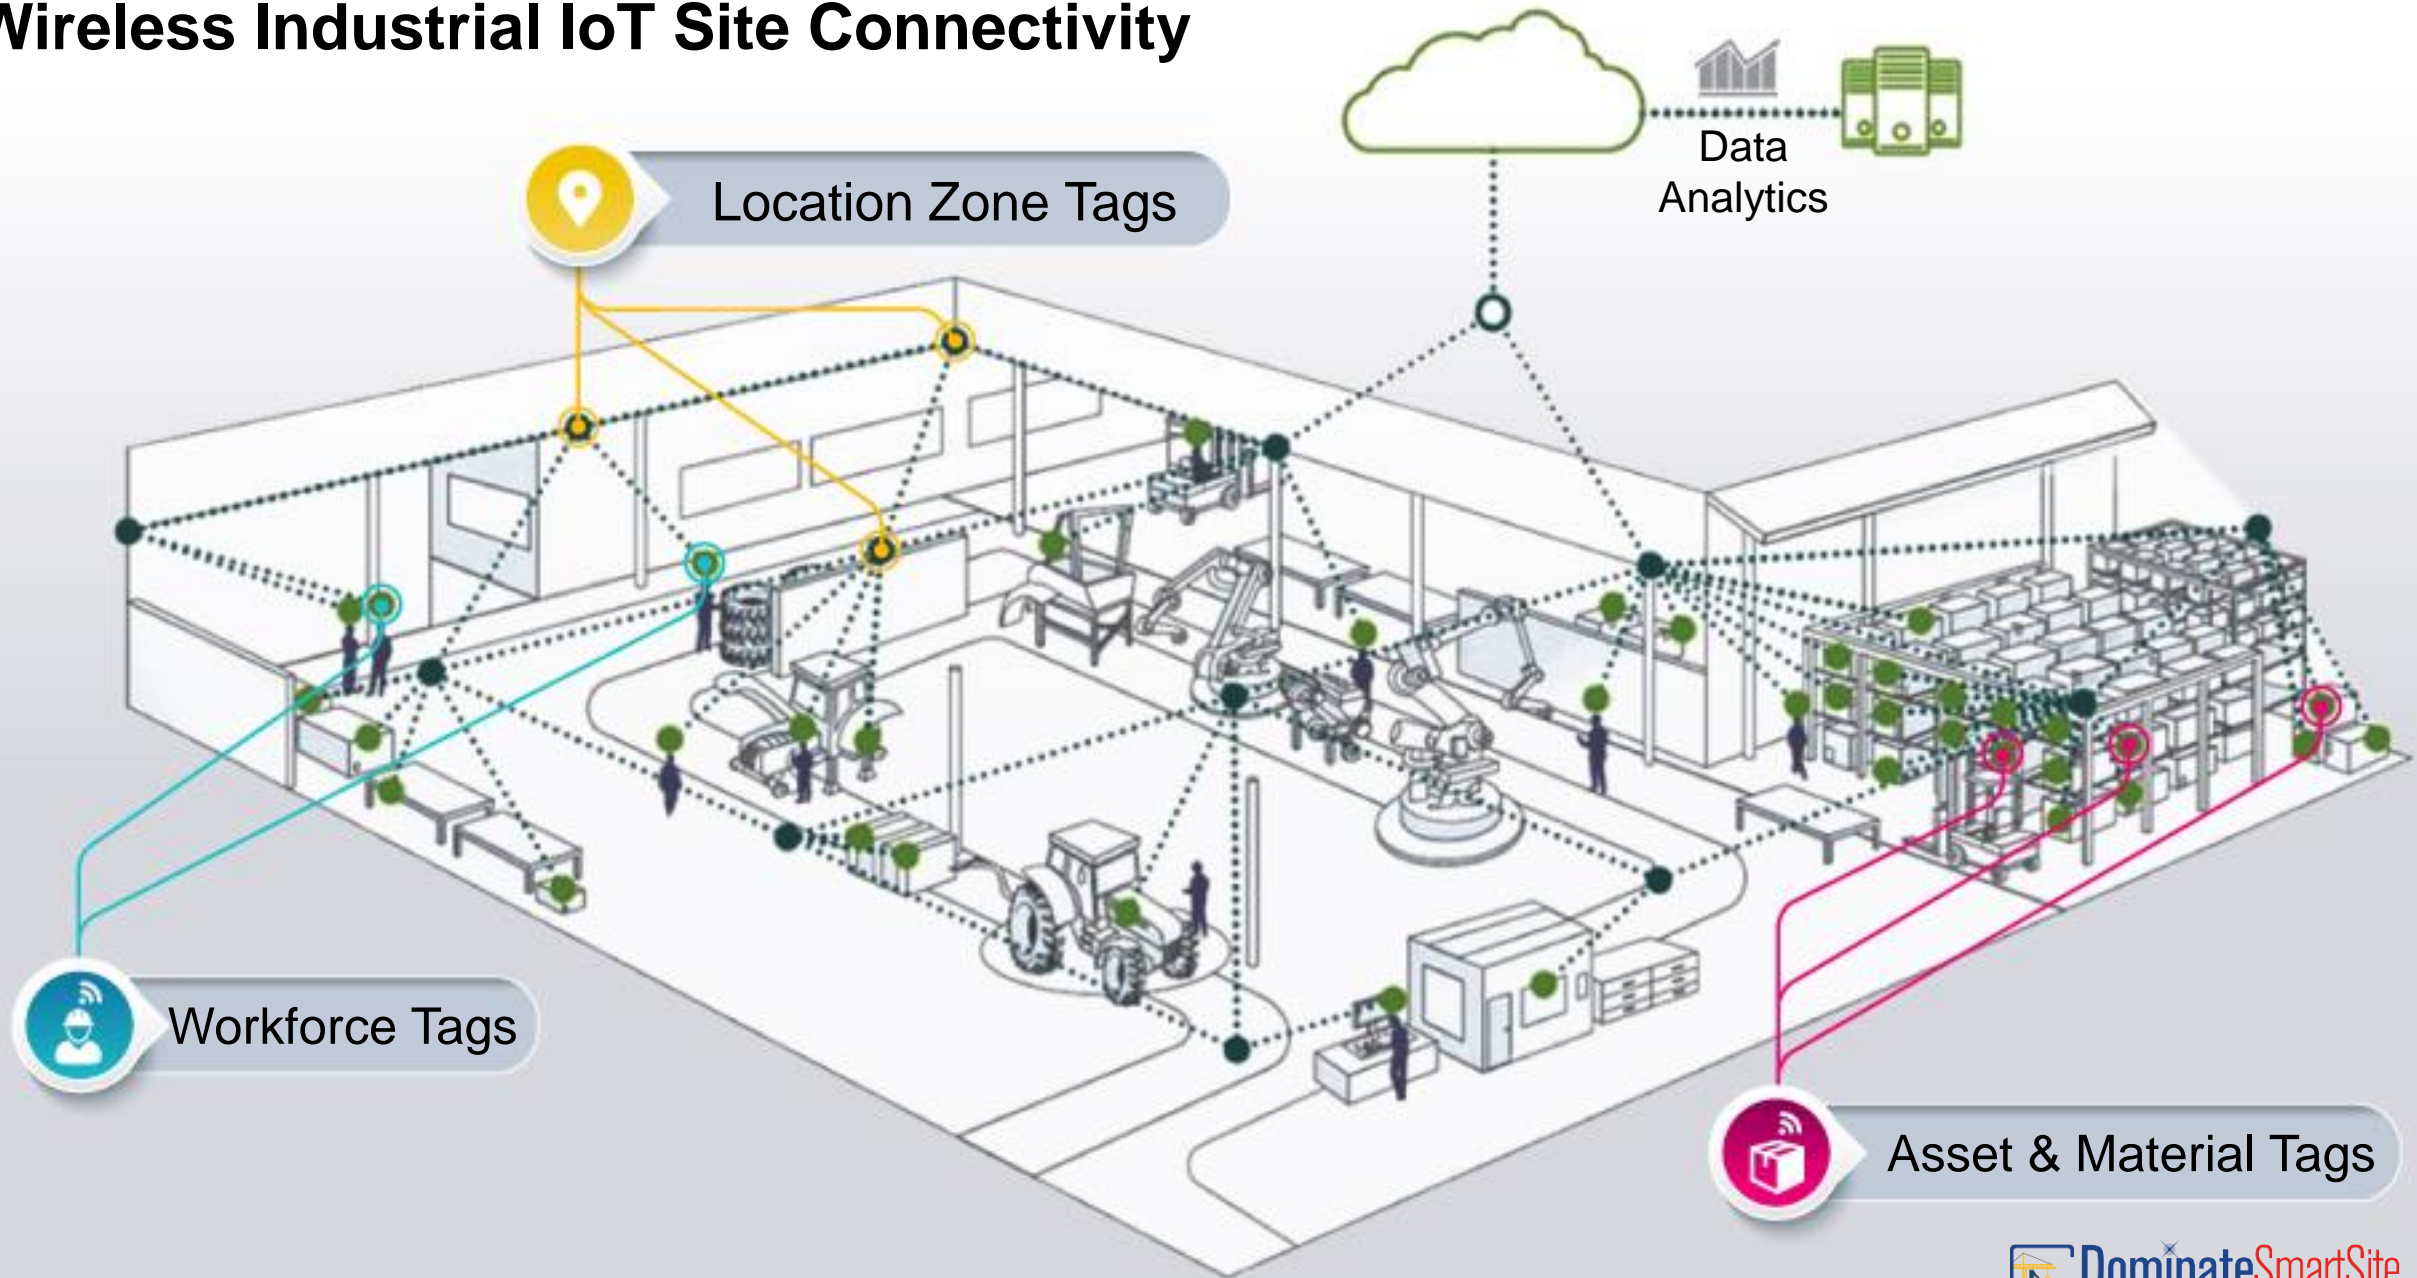 Wireless Industrial IoT Site Connectivity
Data
Analytics
Location Zone Tags
Workforce Tags
Asset & Material Tags
DominateSmartSite